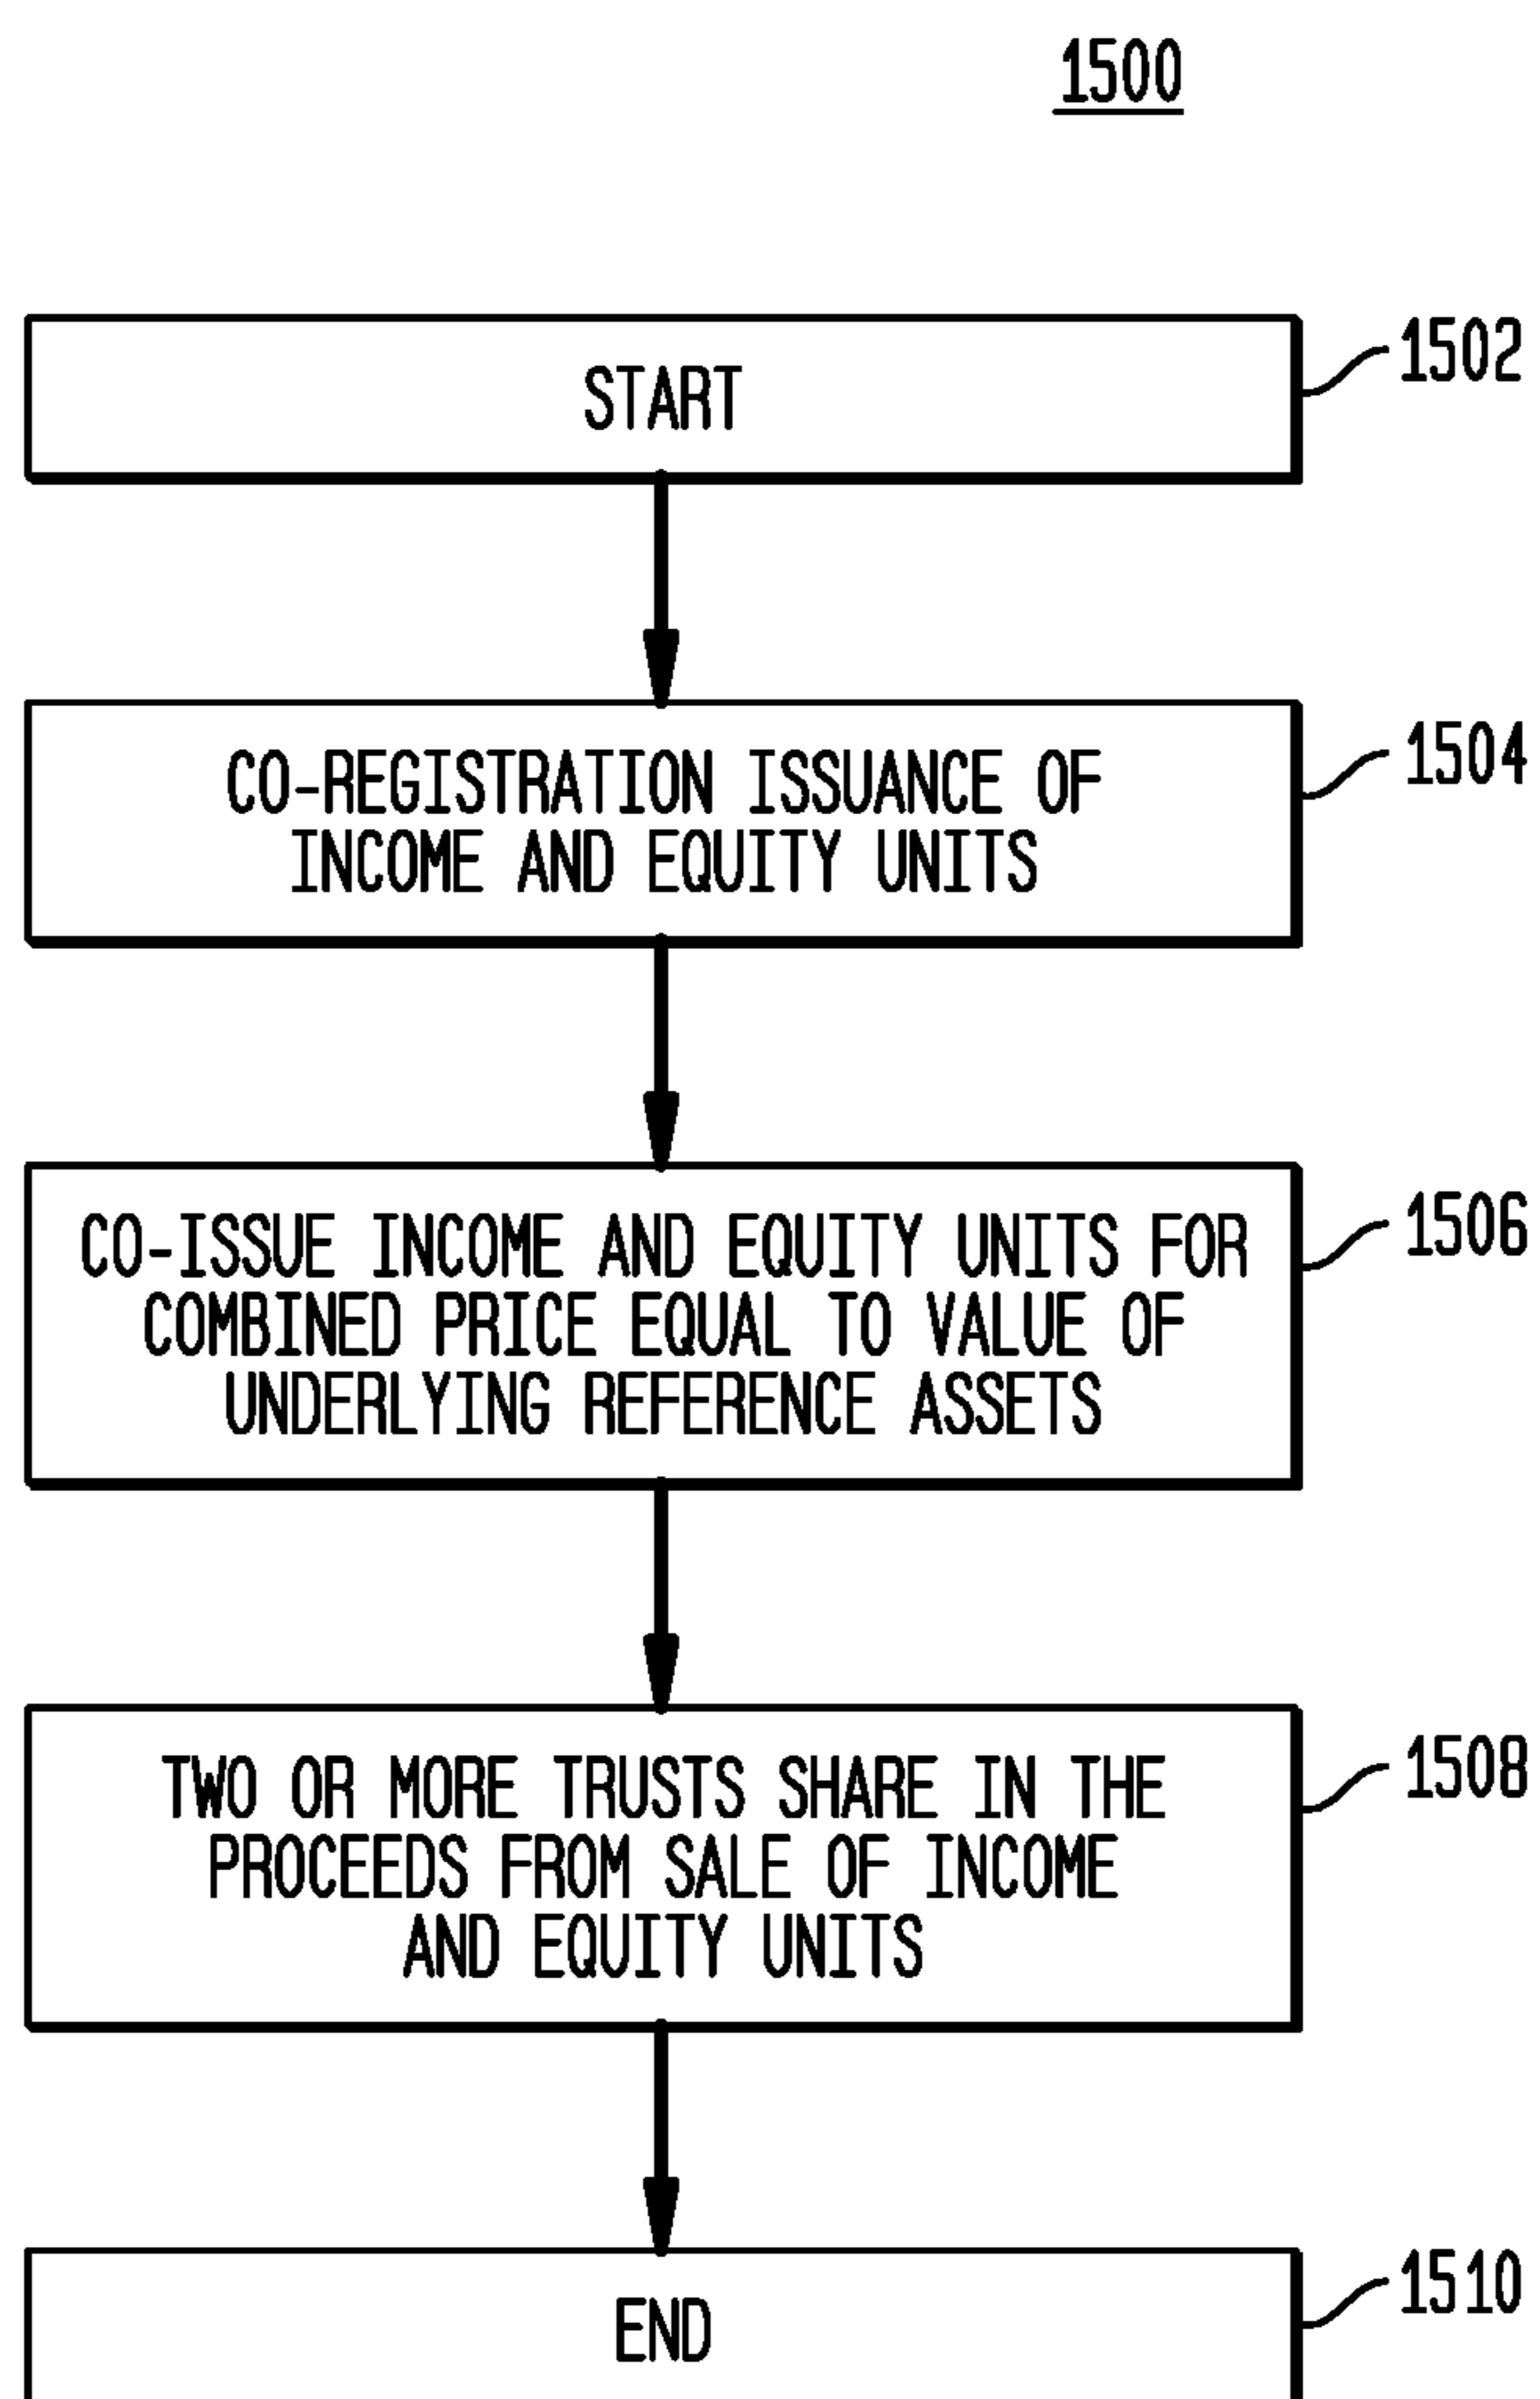 1500
START
1502
CO-REGISTRATION ISSUANCE OF
INCOME AND EQUITY UNITS
1504
CO-ISSUE INCOME AND EQUITY UNITS FOR
COMBINED PRICE EQUAL TO VALUE OF
UNDERLYING REFERENCE ASSETS
1506
TWO OR MORE TRUSTS SHARE IN THE
PROCEEDS FROM SALE OF INCOME
AND EQUITY UNITS
1508
END
1510